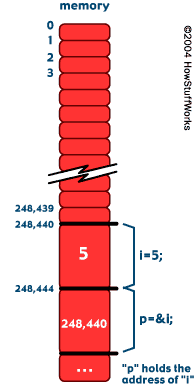 memory
©2004 HowStuffWorks
0
1
2
3
248,439
248,440
5
i=5;
248,444
248,440
p=&i;
...
"p" holds the
address of "i"